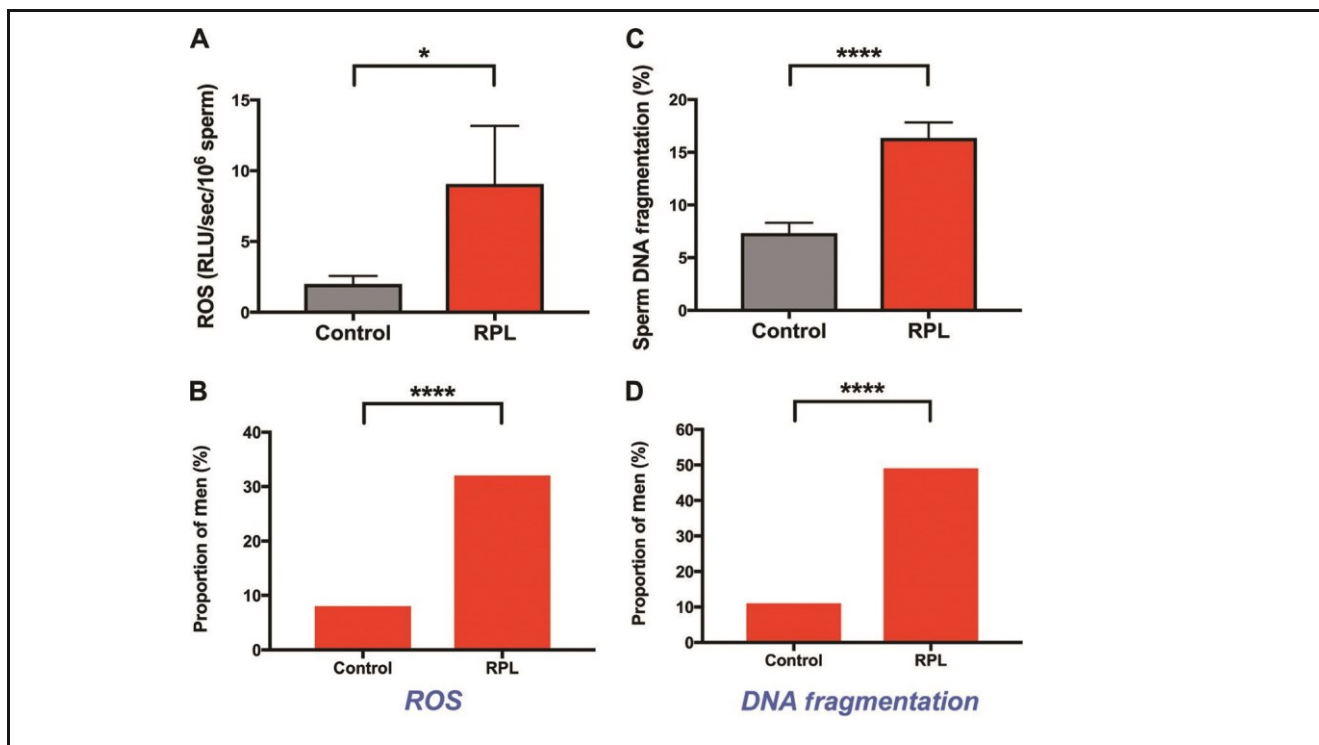 A
*
ROS (RLU/sec/10⁶ sperm)
15
10
5
0
Control RPL
C
****
Sperm DNA fragmentation (%)
20
15
10
5
0
Control RPL
B
****
Proportion of men (%)
40
30
20
10
0
Control RPL
ROS
D
****
Proportion of men (%)
60
50
40
30
20
10
0
Control RPL
DNA fragmentation